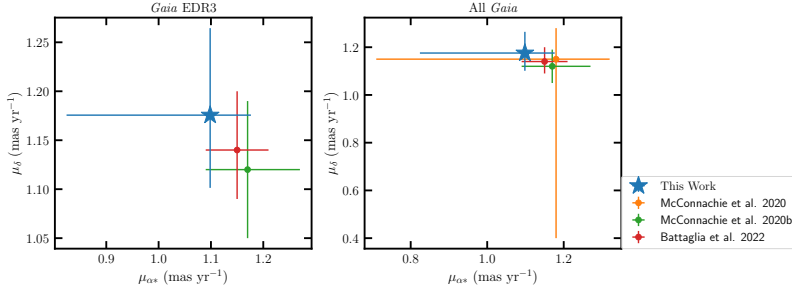 Gaia EDR3
1.25
1.20
1.15
1.10
1.05
μδ (mas yr⁻¹)
0.9 1.0 1.1 1.2
μα* (mas yr⁻¹)
All Gaia
1.2
1.0
0.8
0.6
0.4
μδ (mas yr⁻¹)
0.8 1.0 1.2
μα* (mas yr⁻¹)
This Work
McConnachie et al. 2020
McConnachie et al. 2020b
Battaglia et al. 2022